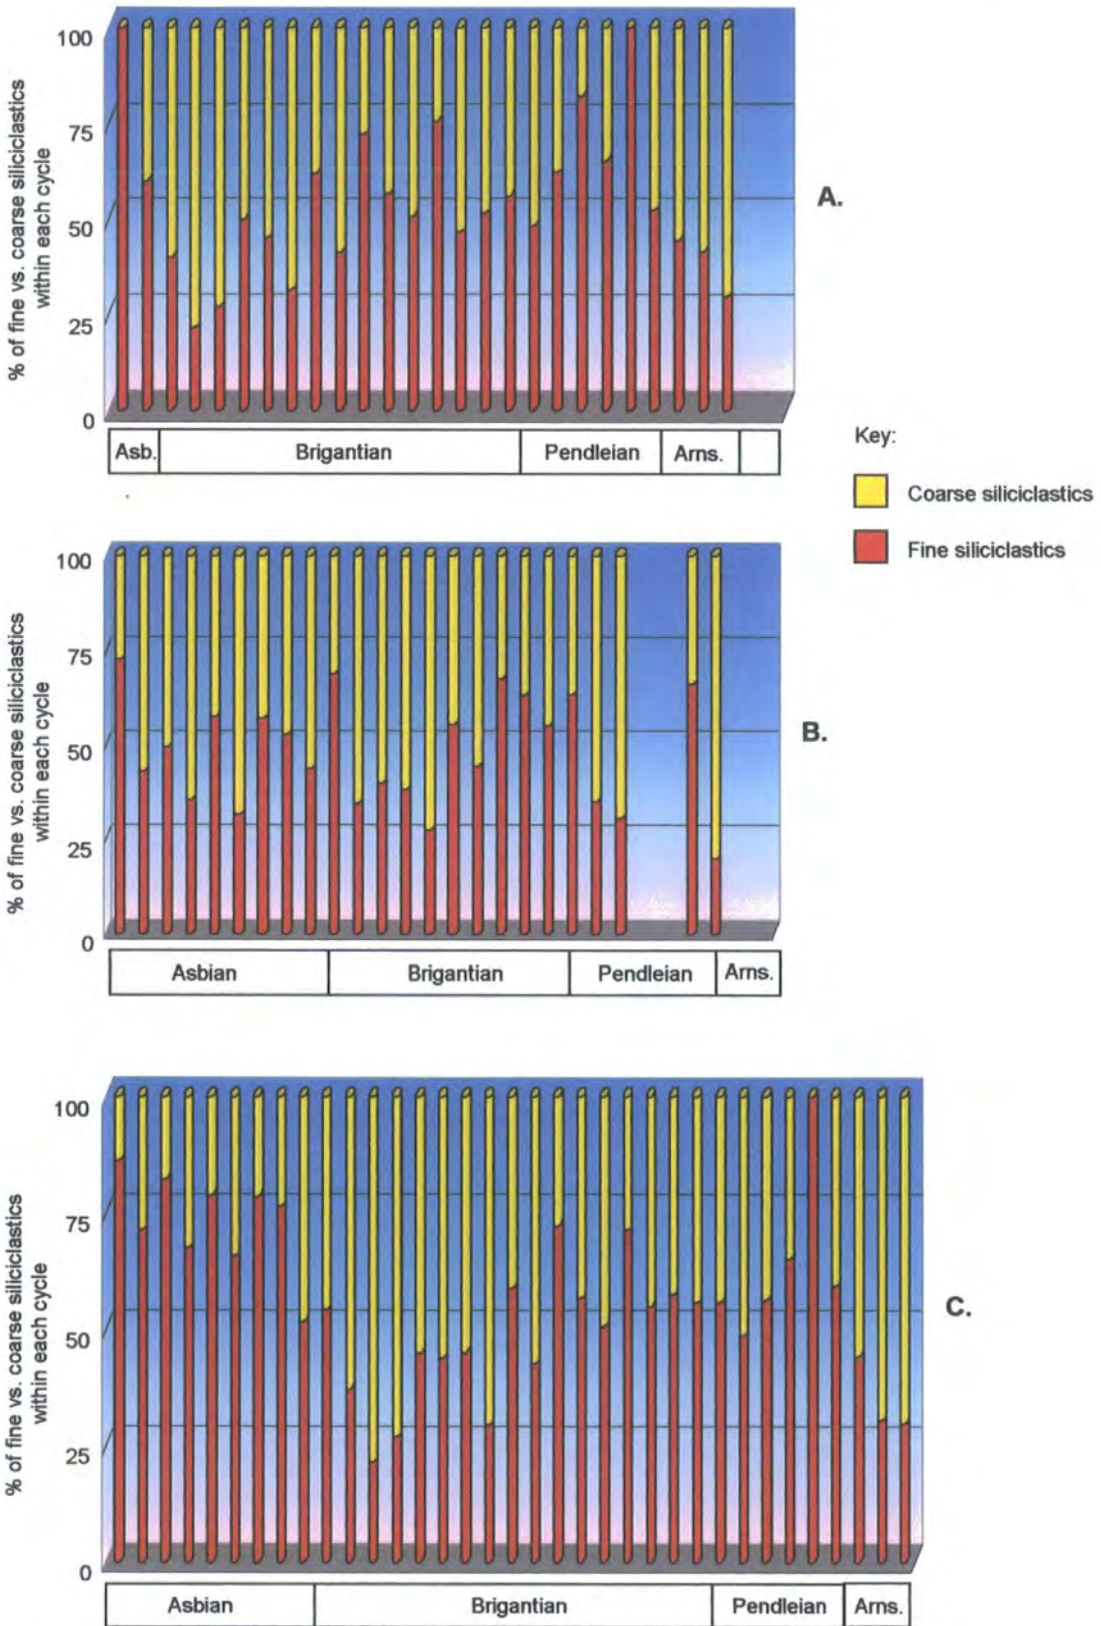 % of fine vs. coarse siliciclastics
within each cycle
100
75
50
25
0
A.
Asb.
Brigantian
Pendleian
Arns.
Key:
Coarse siliciclastics
Fine siliciclastics
% of fine vs. coarse siliciclastics
within each cycle
100
75
50
25
0
B.
Asbian
Brigantian
Pendleian
Arns.
% of fine vs. coarse siliciclastics
within each cycle
100
75
50
25
0
C.
Asbian
Brigantian
Pendleian
Arns.